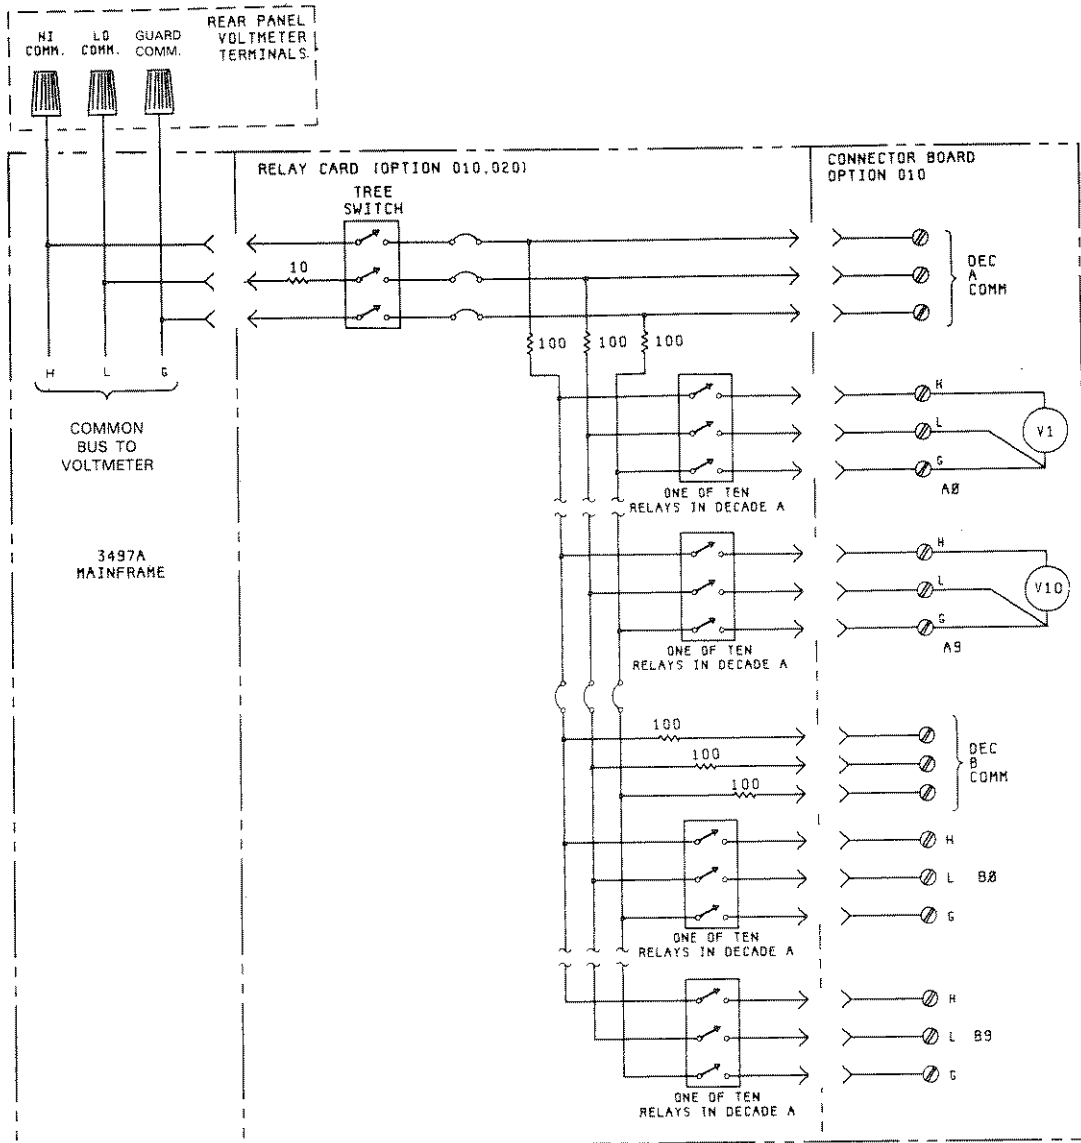 REAR PANEL
VOLTMETER
TERMINALS
HI
COMM.
LO
COMM.
GUARD
COMM.
RELAY CARD (OPTION 010,020)
CONNECTOR BOARD
OPTION 010
TREE
SWITCH
10
DEC
A
COMM
100 100 100
H L G
COMMON
BUS TO
VOLTMETER
3497A
MAINFRAME
H
L
G
V1
A0
ONE OF TEN
RELAYS IN DECADE A
H
L
G
V10
A9
ONE OF TEN
RELAYS IN DECADE A
100
100
100
DEC
B
COMM
H
L B0
G
ONE OF TEN
RELAYS IN DECADE A
H
L B9
G
ONE OF TEN
RELAYS IN DECADE A